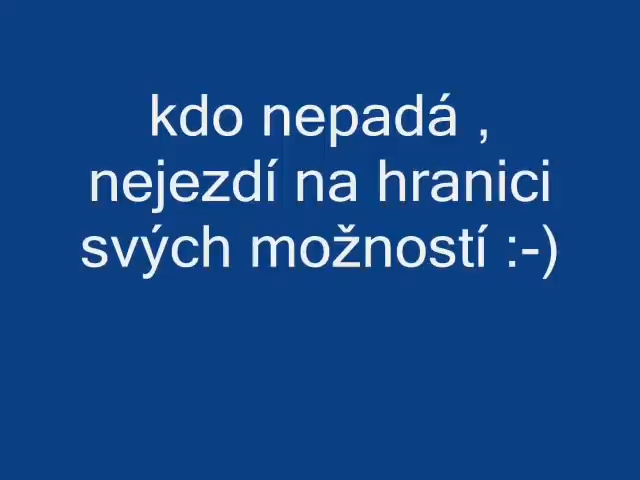 kdo nepadá ,
nejezdí na hranici
svých možností :-)